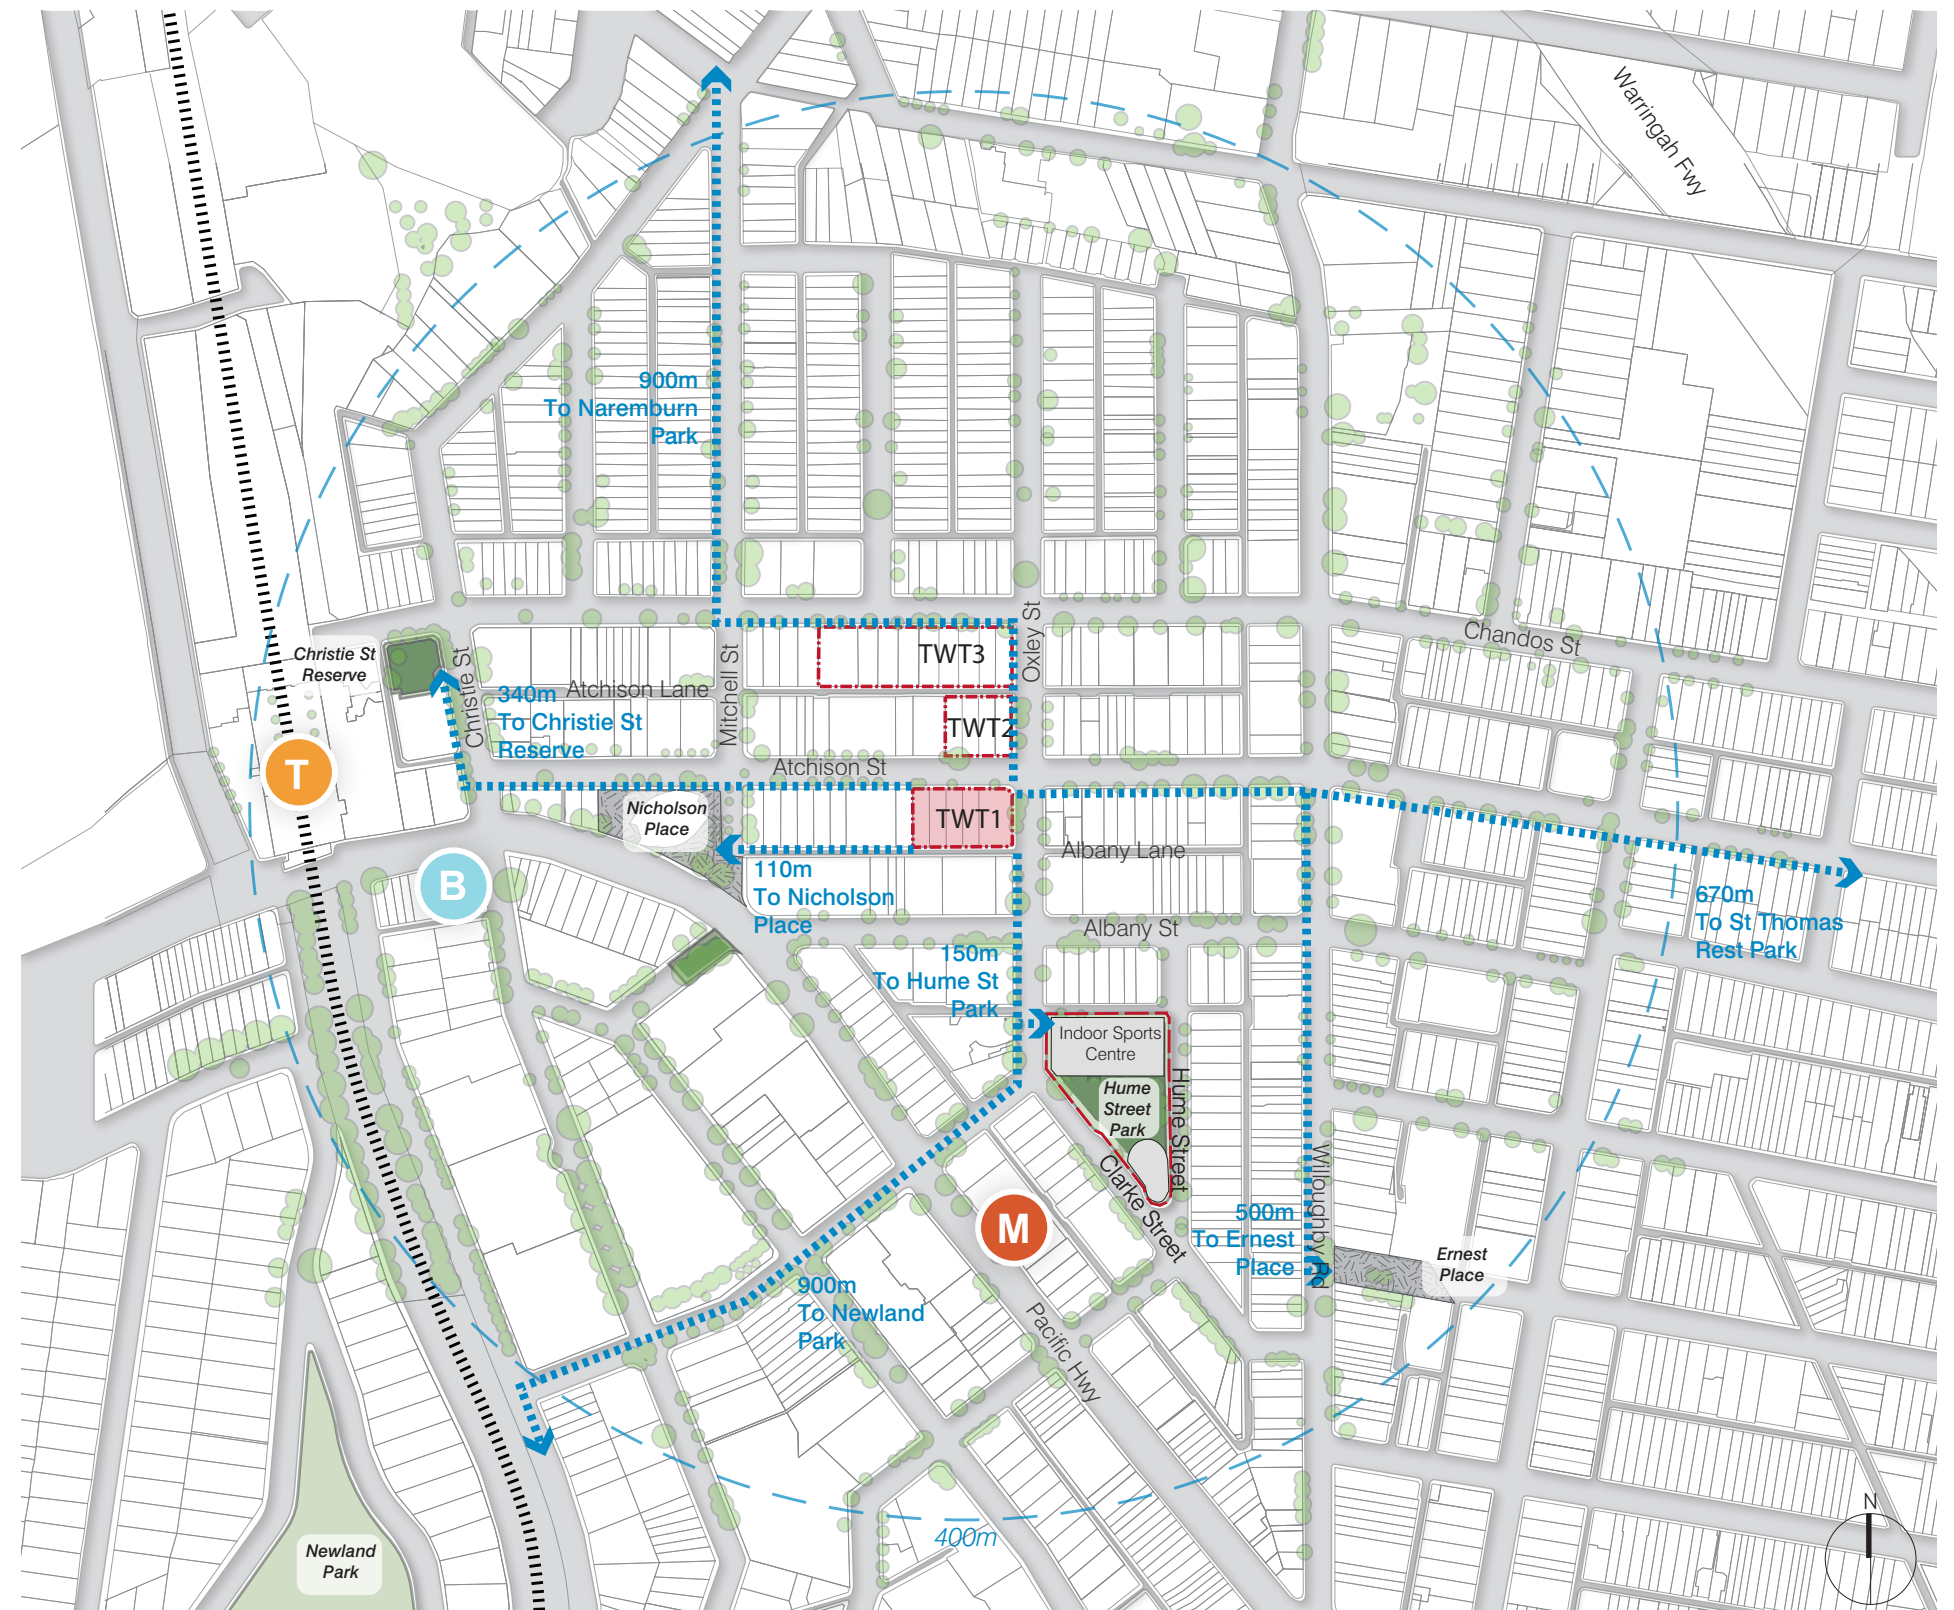 Warringah Fwy
900m
To Naremburn
Park
Chandos St
Oxley St
Christie St
Reserve
Christie St
Mitchell St
TWT3
340m
To Christie St
Reserve
Atchison Lane
TWT2
T
Atchison St
Nicholson
Place
TWT1
Albany Lane
B
110m
To Nicholson
Place
670m
To St Thomas
Rest Park
Albany St
150m
To Hume St
Park
Indoor Sports
Centre
Hume
Street
Park
Hume Street
Clarke Street
Willoughby Rd
M
500m
To Ernest
Place
Ernest
Place
900m
To Newland
Park
Pacific Hwy
400m
N
Newland
Park